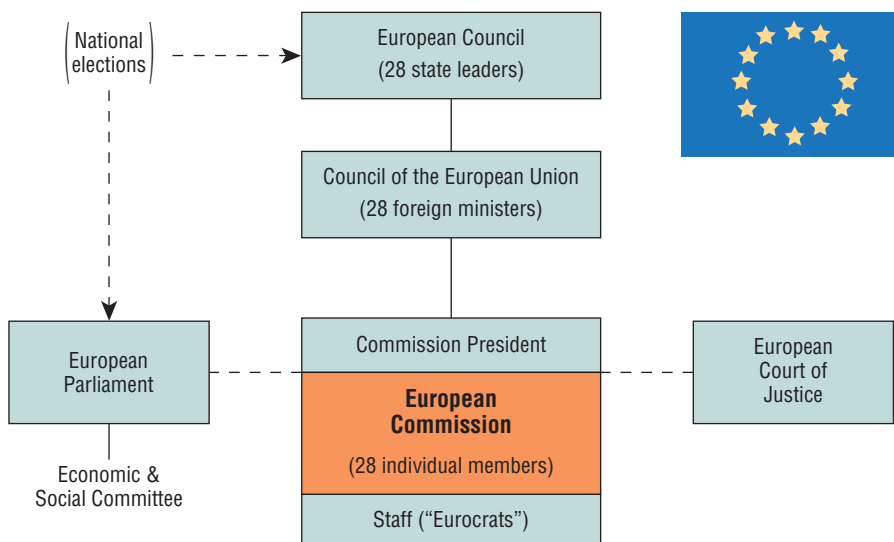 (National
elections)
European Council
(28 state leaders)
Council of the European Union
(28 foreign ministers)
European
Parliament
Economic &
Social Committee
Commission President
European
Commission
(28 individual members)
Staff (“Eurocrats”)
European
Court of
Justice